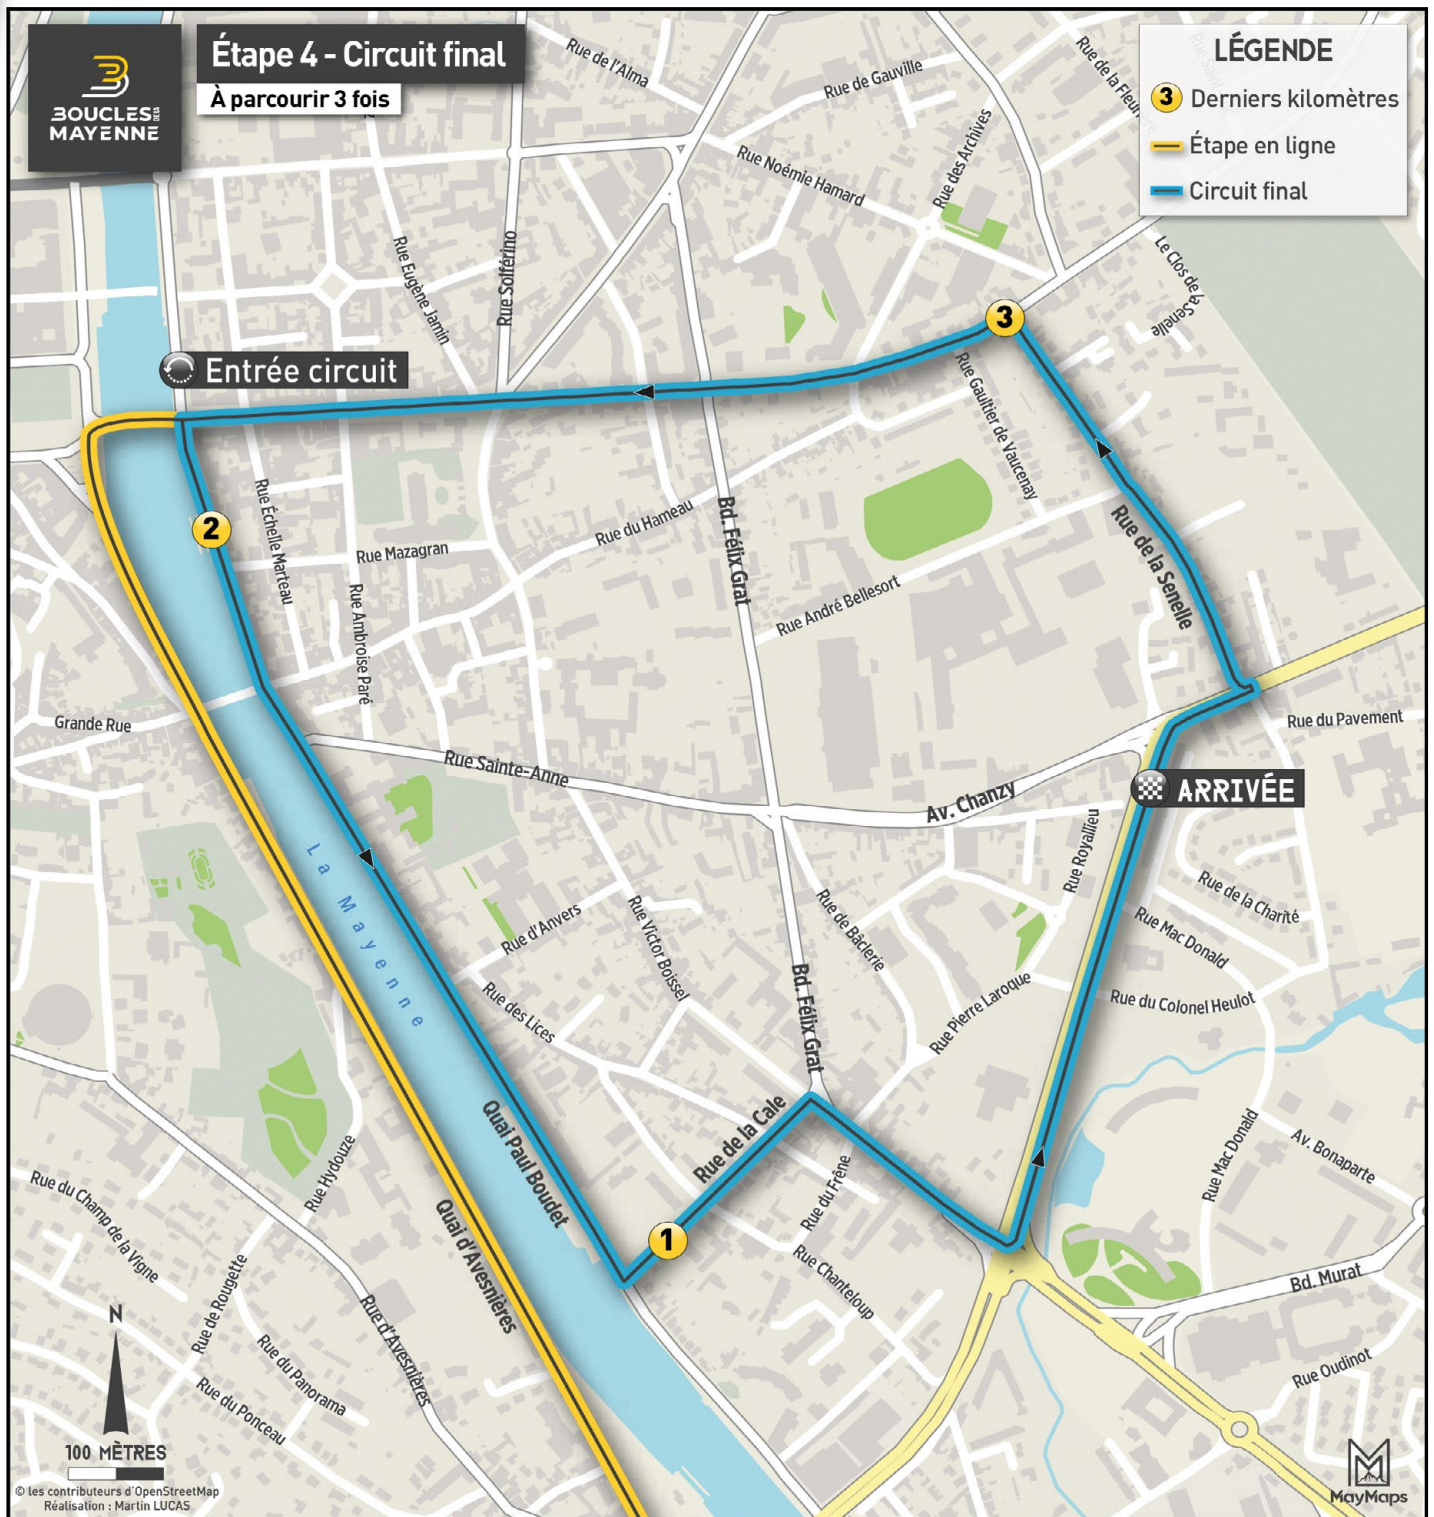 BOUCLES DE LA
MAYENNE
Étape 4 - Circuit final
À parcourir 3 fois
LÉGENDE
3 Derniers kilomètres
Étape en ligne
Circuit final
Rue de l'Alma
Rue de Gauville
Rue Noémie Hamard
Rue des Archives
Le Clos de la Senelle
Rue Eugène Jamin
Rue Solférino
3
Entrée circuit
Rue Gaultier de Vaucenay
2
Rue Échelle Marteau
Rue Mazagran
Rue du Hameau
Bd. Félix Grat
Rue de la Senelle
Rue Ambroise Paré
Rue André Bellesort
Grande Rue
Rue du Pavement
Rue Sainte-Anne
Av. Chanzy
ARRIVÉE
Rue Royallieu
La Mayenne
Rue d'Anvers
Rue Victor Boissel
Rue de Bâclerie
Rue de la Charité
Rue Mac Donald
Rue des Lices
Bd. Félix Grat
Rue Pierre Laroque
Rue du Colonel Heulot
Quai Paul Boudet
Rue de la Cale
Rue Hydouze
Rue du Frêne
Rue Mac Donald
Av. Bonaparte
Rue du Champ de la Vigne
Quai d'Avesnières
1
Rue Chanteloup
Bd. Murat
Rue de Rougette
Rue d'Avesnières
Rue du Panorama
Rue du Ponceau
Rue Oudinot
N
100 MÈTRES
© les contributeurs d'OpenStreetMap
Réalisation : Martin LUCAS
MayMaps